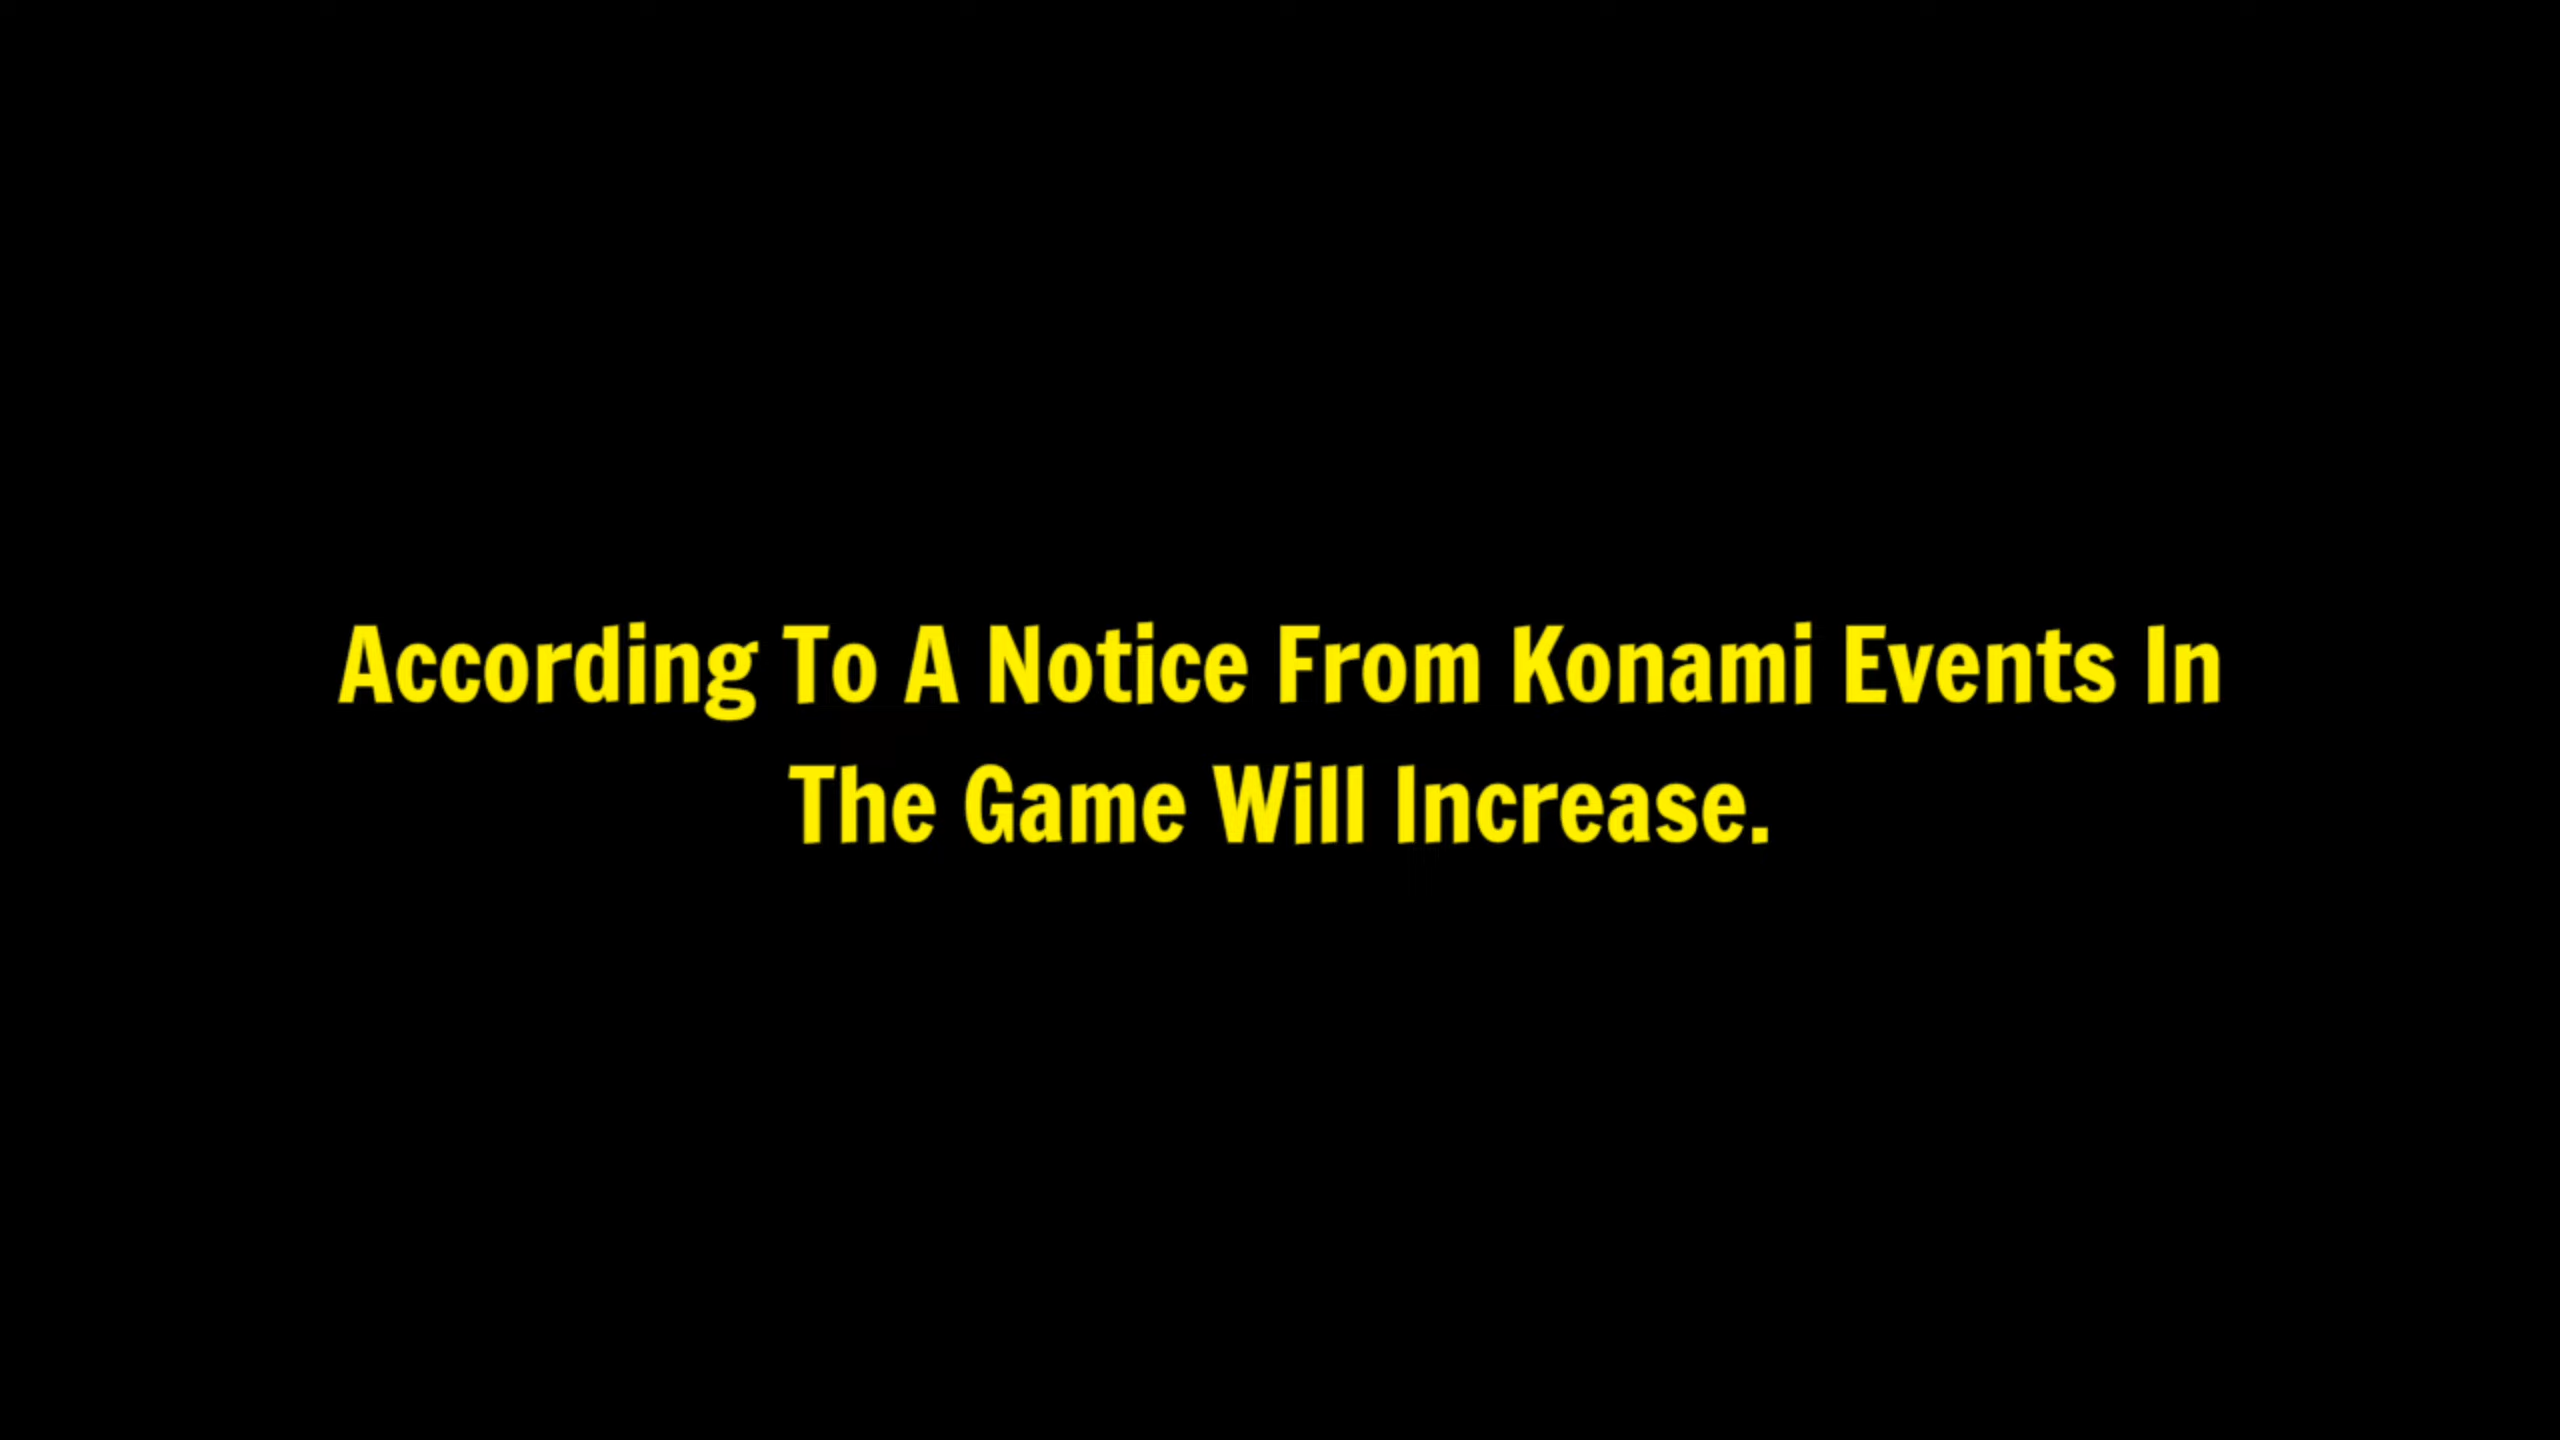 According To A Notice From Konami Events In
The Game Will Increase.